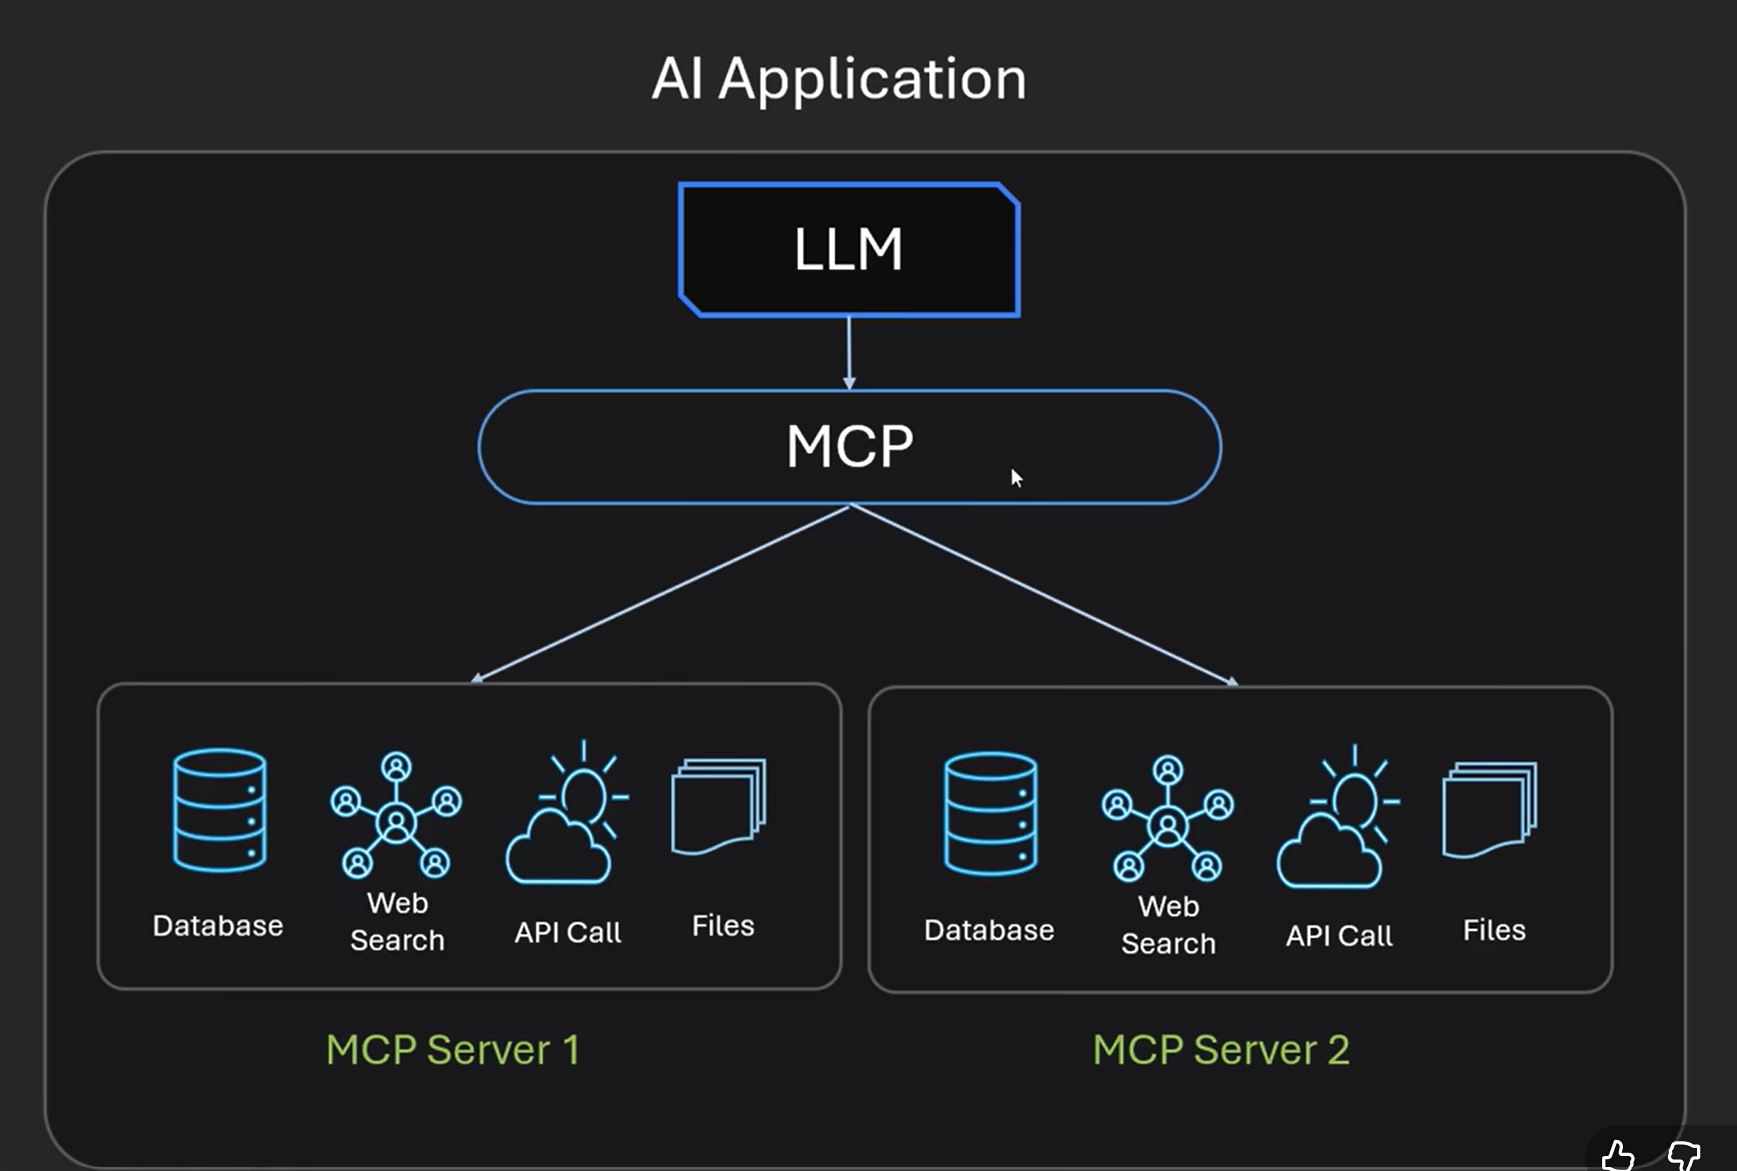 AI Application
LLM
MCP
Database
Web
Search
API Call
Files
Database
Web
Search
API Call
Files
MCP Server 1
MCP Server 2